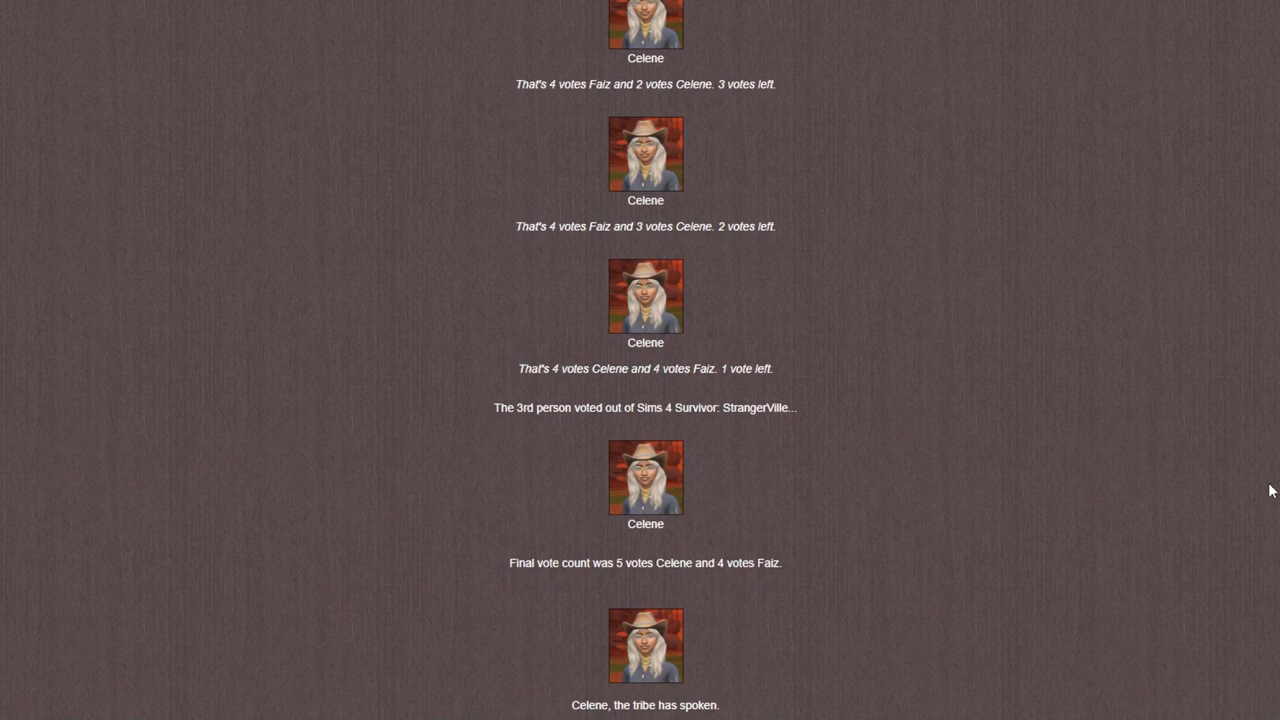 Celene
That's 4 votes Faiz and 2 votes Celene. 3 votes left.
Celene
That's 4 votes Faiz and 3 votes Celene. 2 votes left.
Celene
That's 4 votes Celene and 4 votes Faiz. 1 vote left.
The 3rd person voted out of Sims 4 Survivor: StrangerVille...
Celene
Final vote count was 5 votes Celene and 4 votes Faiz.
Celene, the tribe has spoken.